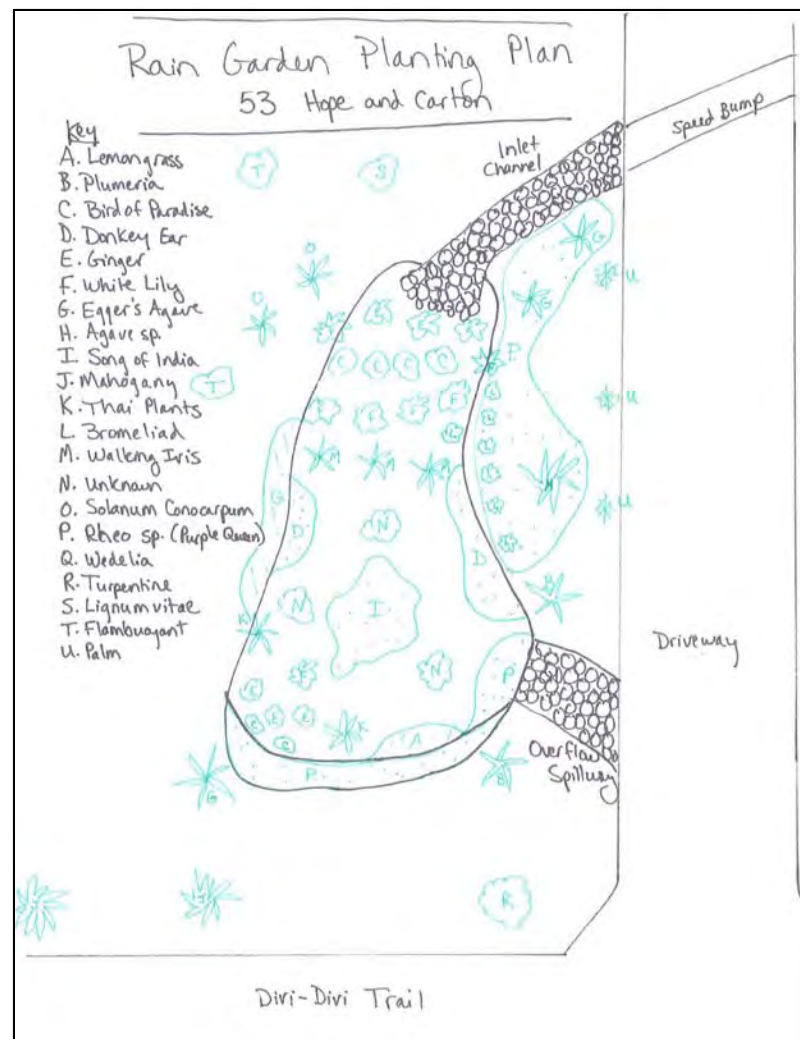 Rain Garden Planting Plan
53 Hope and Carton
Key
A. Lemongrass
B. Plumeria
C. Bird of Paradise
D. Donkey Ear
E. Ginger
F. White Lily
G. Egger's Agave
H. Agave sp.
I. Song of India
J. Mahogany
K. Thai Plants
L. Bromeliad
M. Walking Iris
N. Unknown
O. Solanum Conocarpum
P. Rheo sp. (Purple Queen)
Q. Wedelia
R. Turpentine
S. Lignum vitae
T. Flambuoyant
U. Palm
Inlet
Channel
Speed Bump
T
S
O
G
O
G
U
T
U
M
M
M
H
N
U
D
D
I
N
B
K
N
P
Driveway
K
A
Overflow
Spillway
P
B
G
R
Divi-Divi Trail